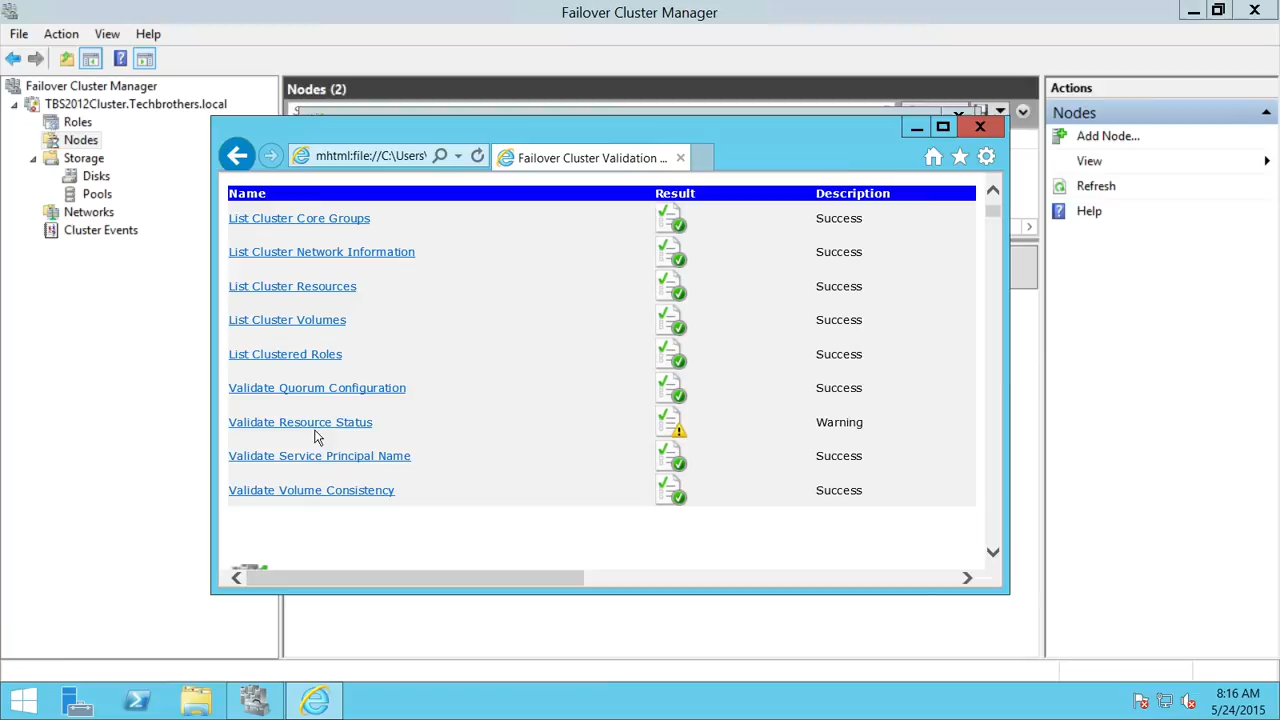 Failover Cluster Manager
File Action View Help
Failover Cluster Manager
TBS2012Cluster.Techbrothers.local
Roles
Nodes
Storage
Disks
Pools
Networks
Cluster Events
Nodes (2)
mhtml:file://C:\Users\
Failover Cluster Validation ...
Name Result Description
List Cluster Core Groups Success
List Cluster Network Information Success
List Cluster Resources Success
List Cluster Volumes Success
List Clustered Roles Success
Validate Quorum Configuration Success
Validate Resource Status Warning
Validate Service Principal Name Success
Validate Volume Consistency Success
Actions
Nodes
Add Node...
View
Refresh
Help
8:16 AM
5/24/2015